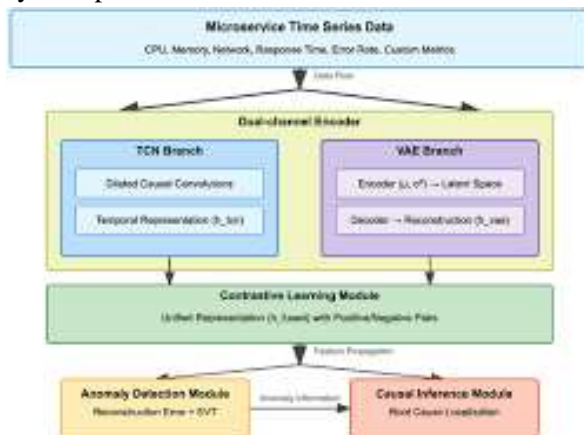 Microservice Time Series Data
CPU, Memory, Network, Response Time, Error Rate, Custom Metrics
Data Flow
Dual-channel Encoder
TCN Branch
VAE Branch
Dilated Causal Convolutions
Encoder (μ, σ²) → Latent Space
Temporal Representation (h_tcn)
Decoder → Reconstruction (h_vae)
Contrastive Learning Module
Unified Representation (h_fused) with Positive/Negative Pairs
Feature Propagation
Anomaly Detection Module
Anomaly Information
Causal Inference Module
Reconstruction Error + EVT
Root Cause Localization